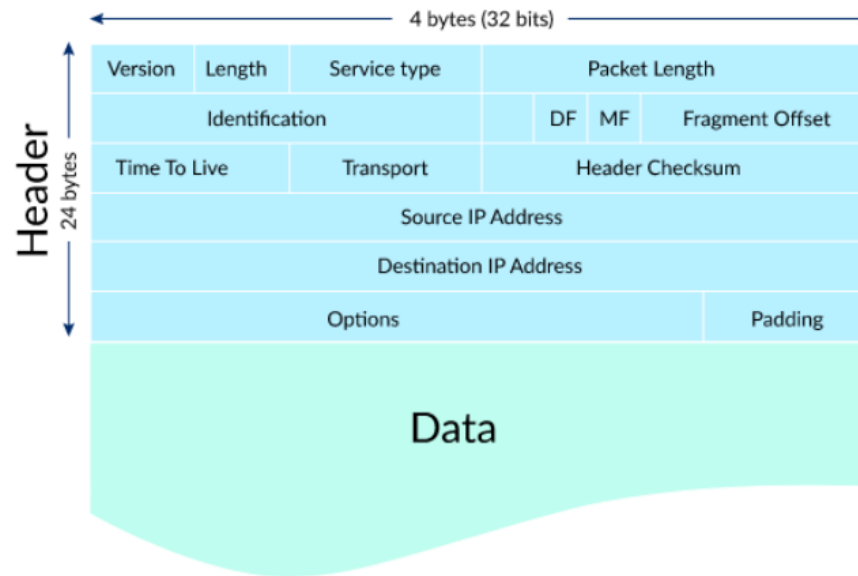 4 bytes (32 bits)
Version Length Service type Packet Length
Identification DF MF Fragment Offset
Time To Live Transport Header Checksum
Source IP Address
Destination IP Address
Options Padding
Header
24 bytes
Data